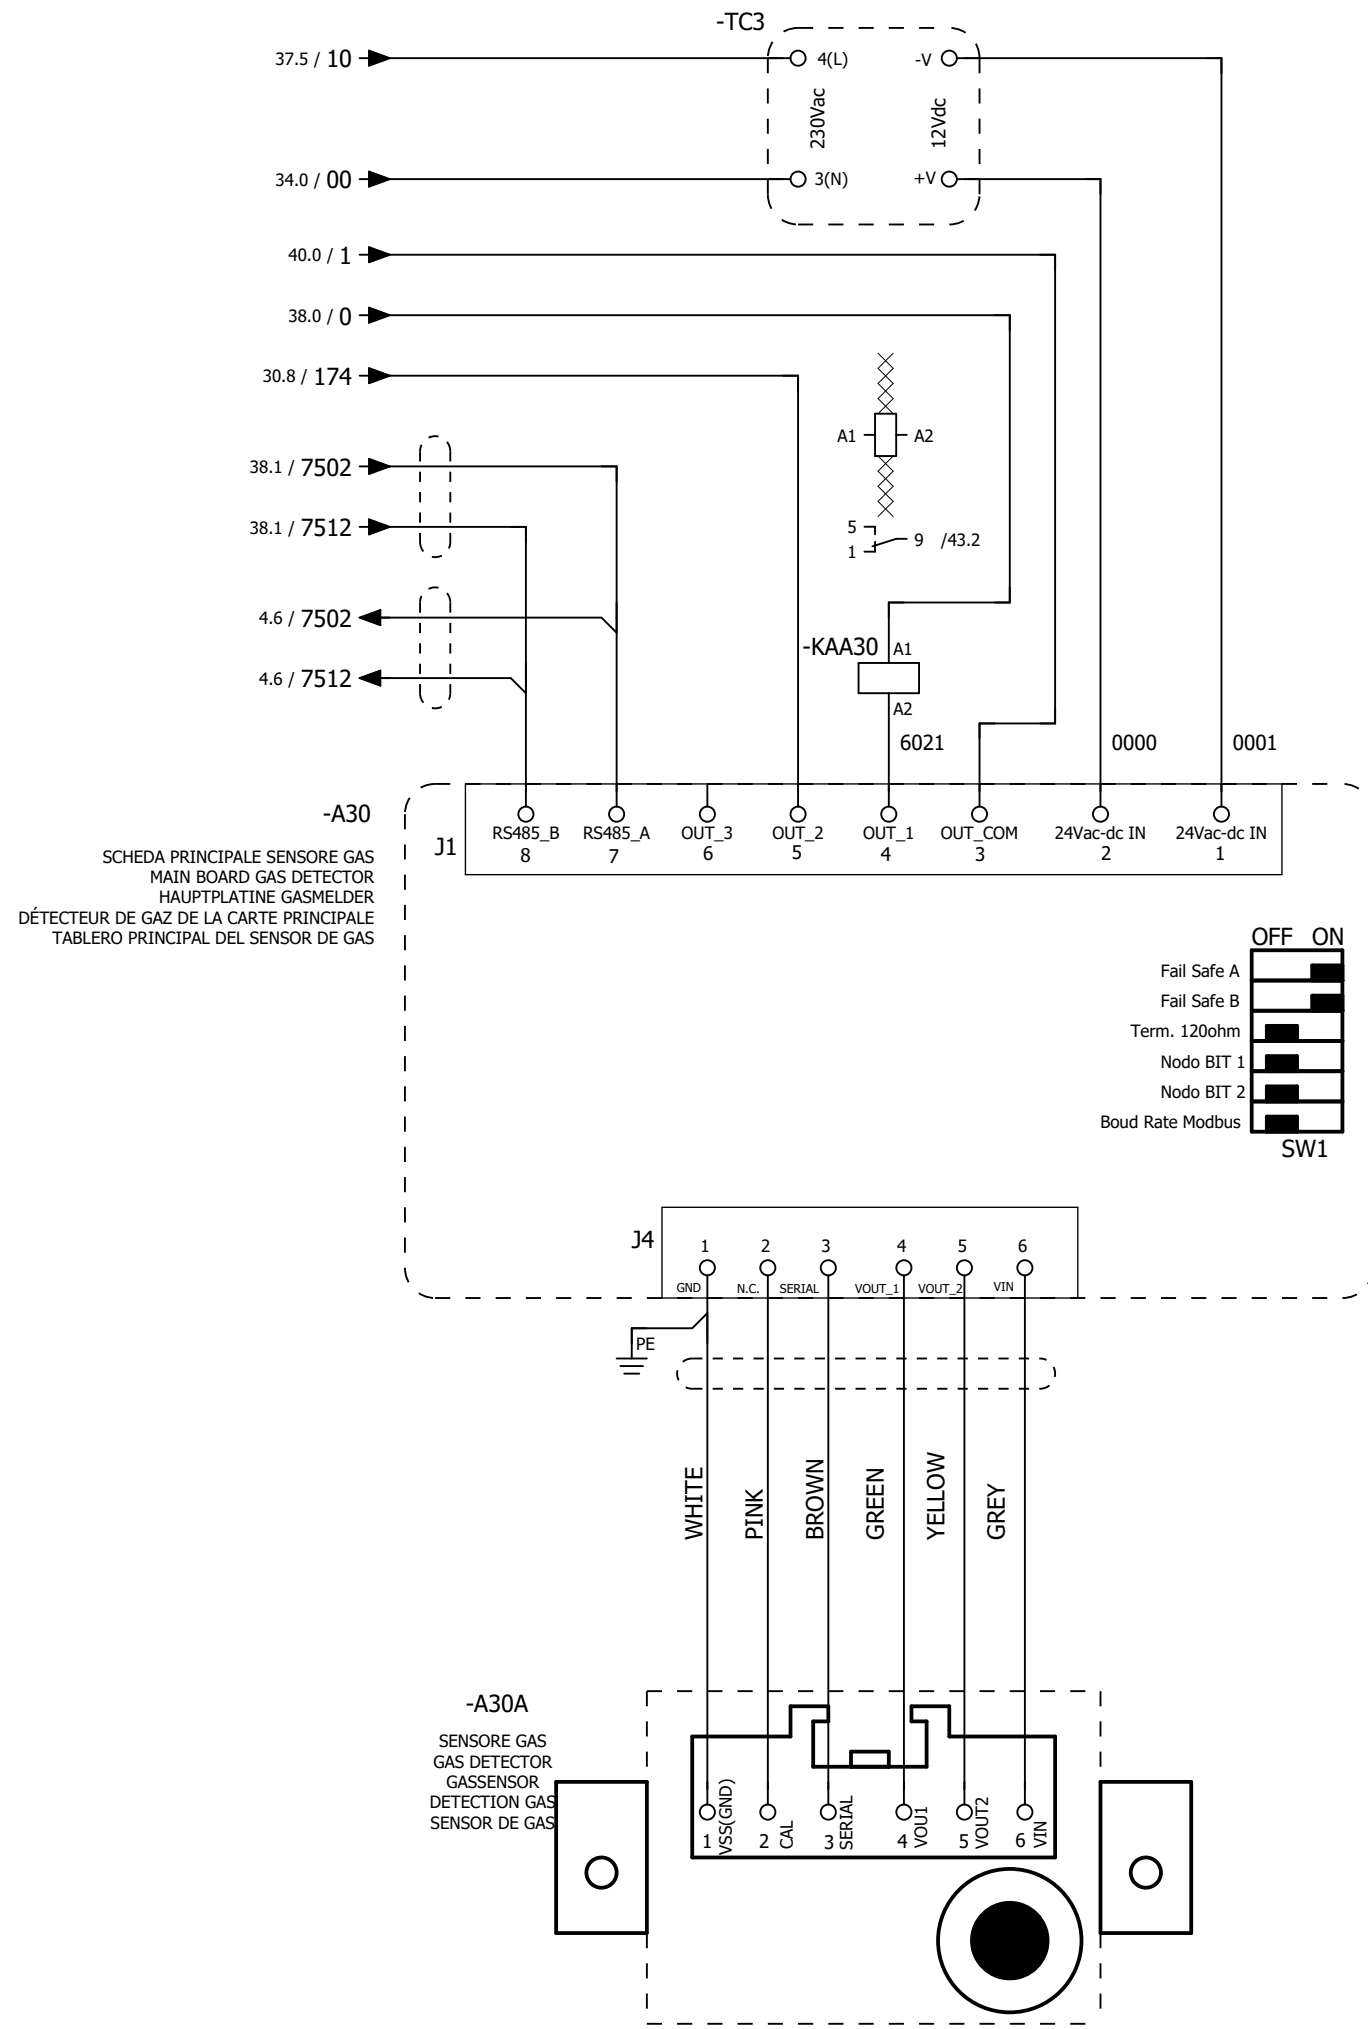 -TC3
37.5 / 10
4(L)
-V
230Vac
12Vdc
34.0 / 00
3(N)
+V
40.0 / 1
38.0 / 0
30.8 / 174
A1
A2
38.1 / 7502
5
9 /43.2
1
38.1 / 7512
4.6 / 7502
-KAA30
A1
4.6 / 7512
A2
6021
0000
0001
-A30
SCHEDA PRINCIPALE SENSORE GAS
MAIN BOARD GAS DETECTOR
HAUPTPLATINE GASMELDER
DÉTECTEUR DE GAZ DE LA CARTE PRINCIPALE
TABLERO PRINCIPAL DEL SENSOR DE GAS
J1
RS485_B RS485_A OUT_3 OUT_2 OUT_1 OUT_COM 24Vac-dc IN 24Vac-dc IN
8 7 6 5 4 3 2 1
OFF ON
Fail Safe A
Fail Safe B
Term. 120ohm
Nodo BIT 1
Nodo BIT 2
Boud Rate Modbus
SW1
J4
1 2 3 4 5 6
GND N.C. SERIAL VOUT_1 VOUT_2 VIN
PE
WHITE
PINK
BROWN
GREEN
YELLOW
GREY
-A30A
SENSORE GAS
GAS DETECTOR
GASSENSOR
DETECTION GAS
SENSOR DE GAS
1 VSS(GND)
2 CAL
3 SERIAL
4 VOU1
5 VOUT2
6 VIN